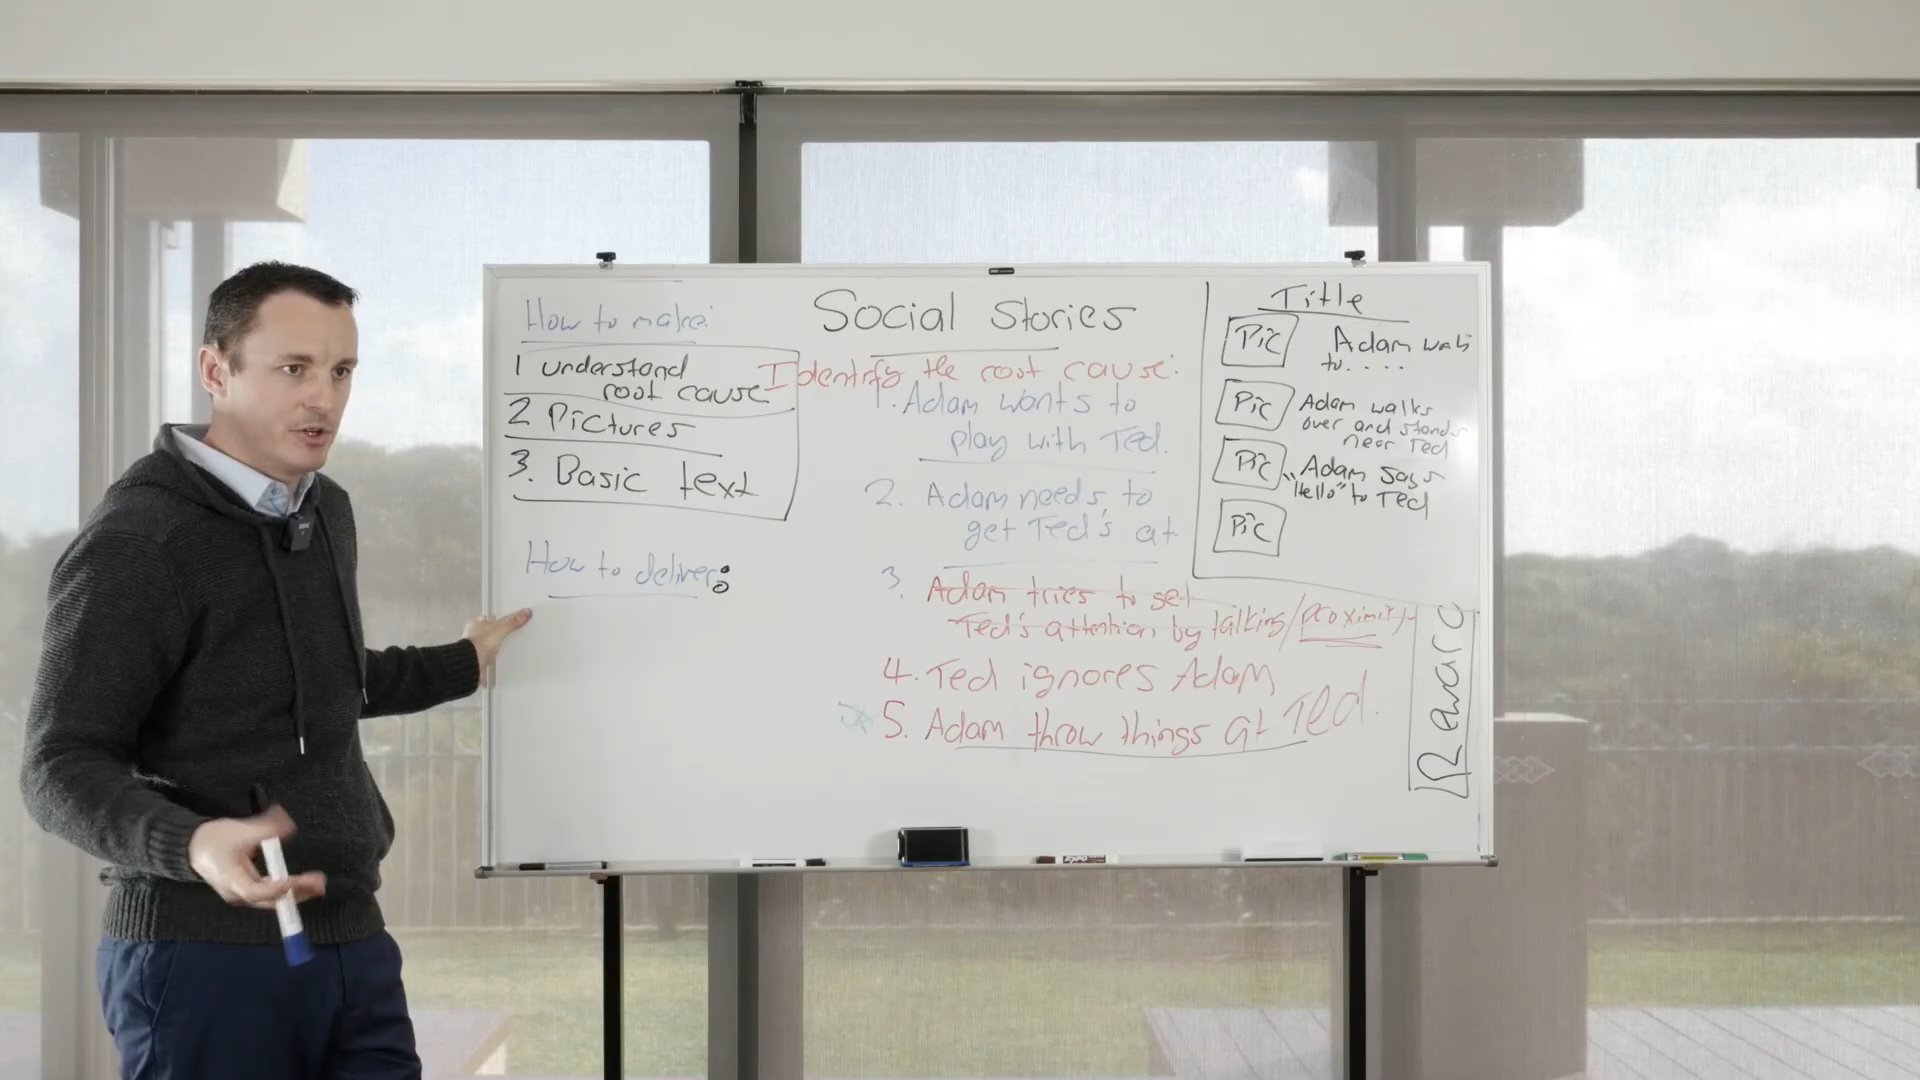 Social Stories
How to make:
1 understand
root cause
2 Pictures
3. Basic text
How to deliver:
Identify the root cause:
1. Adam wants to
play with Ted.
2. Adam needs to
get Ted's at
3. Adam tries to get
Ted's attention by talking/proximity
4. Ted ignores Adam
5. Adam throw things at Ted.
Title
Pic Adam wats
to....
Pic Adam walks
over and stands
near Ted
Pic Adam says
"Hello" to Ted
Pic
Reward
EXPO